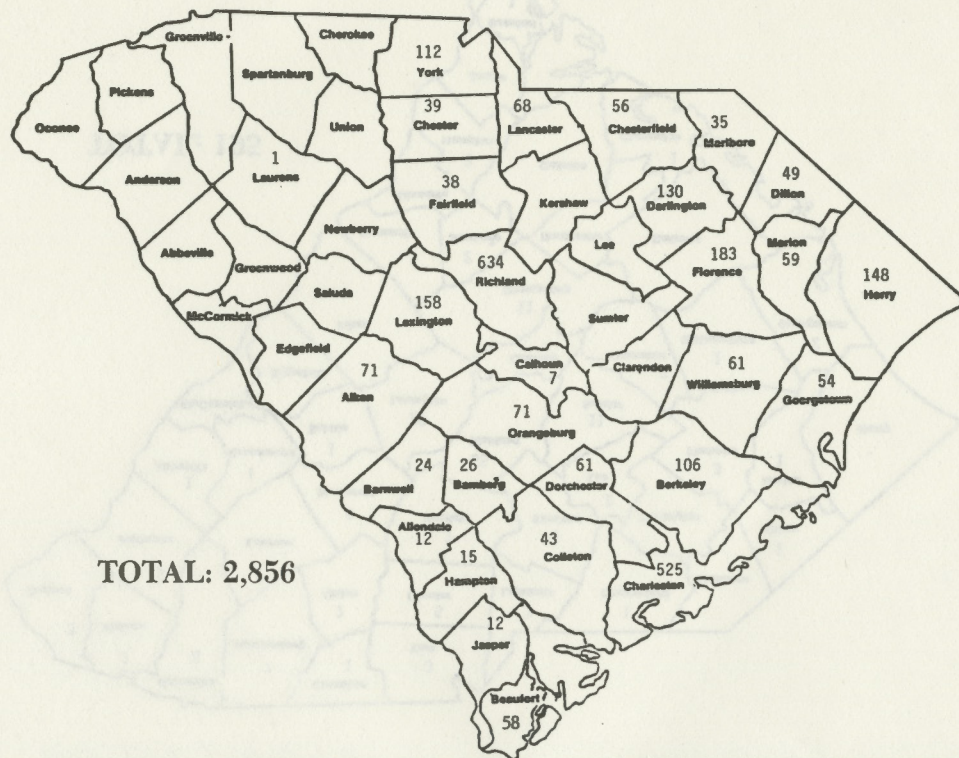 Greenville
Cherokee
112
York
Spartanburg
Pickens
Oconee
Union
39
Chester
68
Lancaster
56
Chesterfield
35
Marlboro
Anderson
1
Laurens
38
Fairfield
Kershaw
130
Darlington
49
Dillon
Newberry
Lee
183
Florence
Marion
59
Abbeville
Greenwood
634
Richland
148
Horry
Saluda
158
Lexington
Sumter
McCormick
Edgefield
71
Aiken
Calhoun
7
Clarendon
61
Williamsburg
54
Georgetown
71
Orangeburg
24
Barnwell
26
Bamberg
61
Dorchester
106
Berkeley
Allendale
12
15
Hampton
43
Colleton
525
Charleston
TOTAL: 2,856
12
Jasper
Beaufort
58